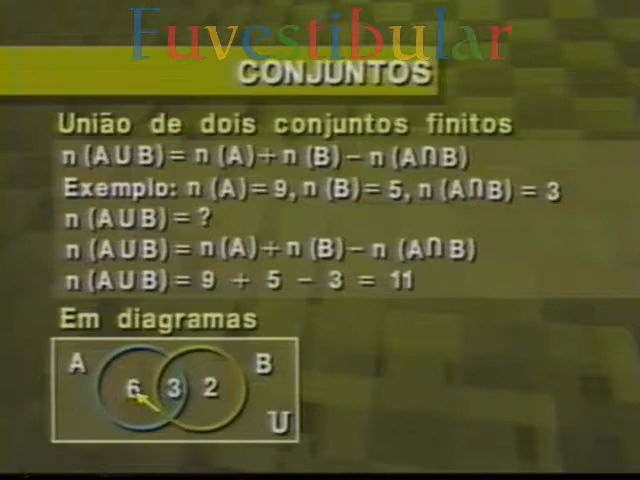 Euvestibular
CONJUNTOS
União de dois conjuntos finitos
n (A U B) = n (A) + n (B) – n (A ∩ B)
Exemplo: n (A) = 9, n (B) = 5, n (A ∩ B) = 3
n (A U B) = ?
n (A U B) = n (A) + n (B) – n (A ∩ B)
n (A U B) = 9 + 5 – 3 = 11
Em diagramas
A B
6 3 2
U